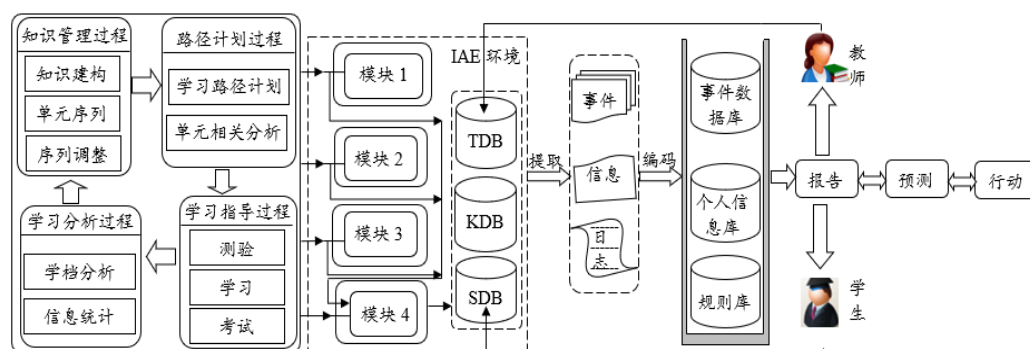 知识管理过程
知识建构
单元序列
序列调整
路径计划过程
学习路径计划
单元相关分析
学习分析过程
学档分析
信息统计
学习指导过程
测验
学习
考试
IAE 环境
模块 1
模块 2
模块 3
模块 4
TDB
KDB
SDB
提取
事件
信息
日志
编码
事件数据库
个人信息库
规则库
教师
报告
预测
行动
学生